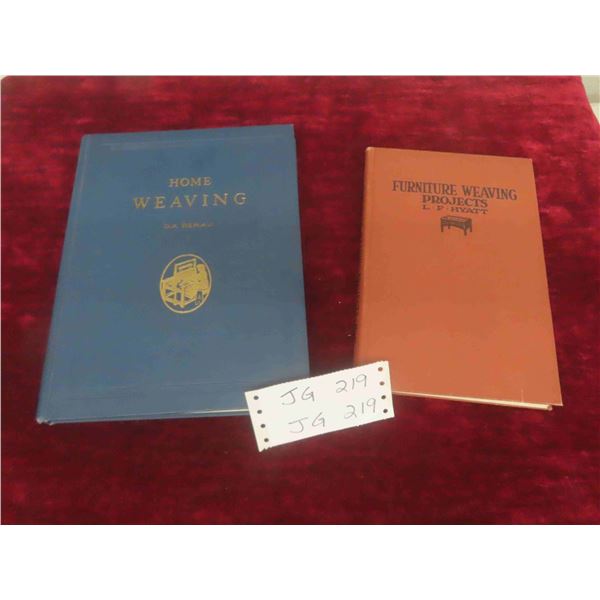 HOME
WEAVING
FURNITURE WEAVING
PROJECTS
L · F · HYATT
JG 219
JG 219